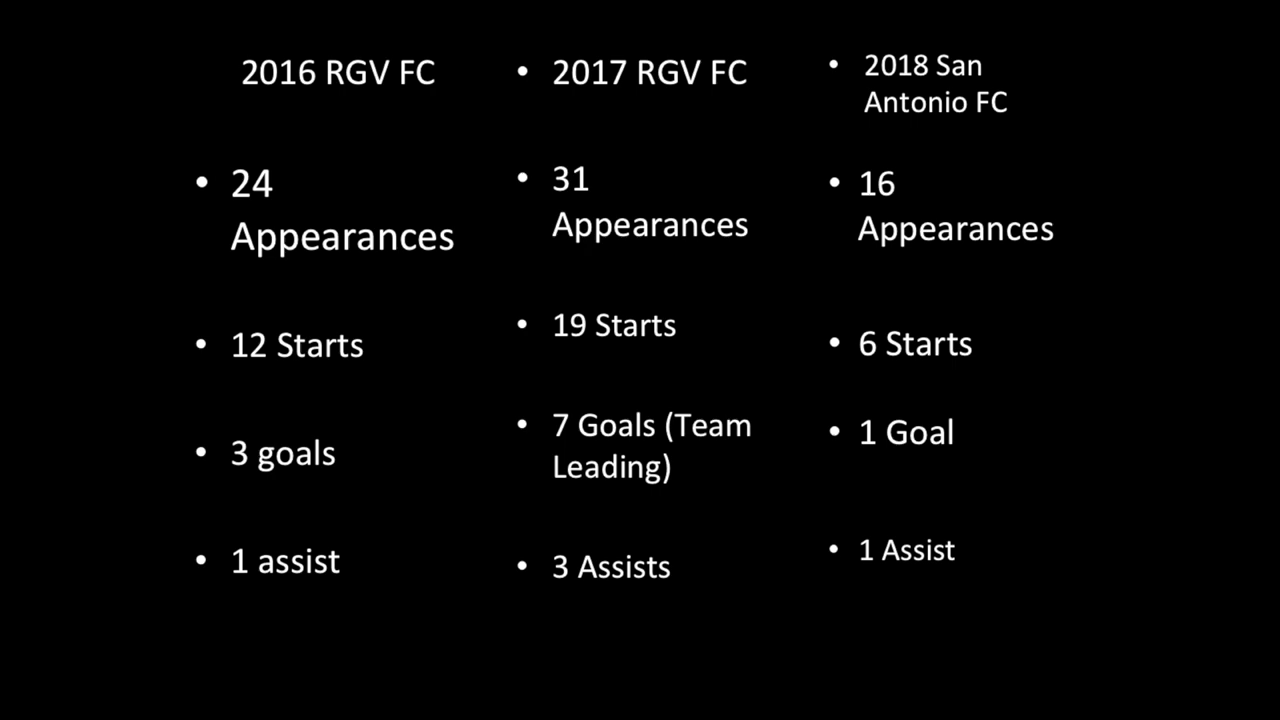 2016 RGV FC
• 24
Appearances
• 12 Starts
• 3 goals
• 1 assist
• 2017 RGV FC
• 31
Appearances
• 19 Starts
• 7 Goals (Team
Leading)
• 3 Assists
• 2018 San
Antonio FC
• 16
Appearances
• 6 Starts
• 1 Goal
• 1 Assist